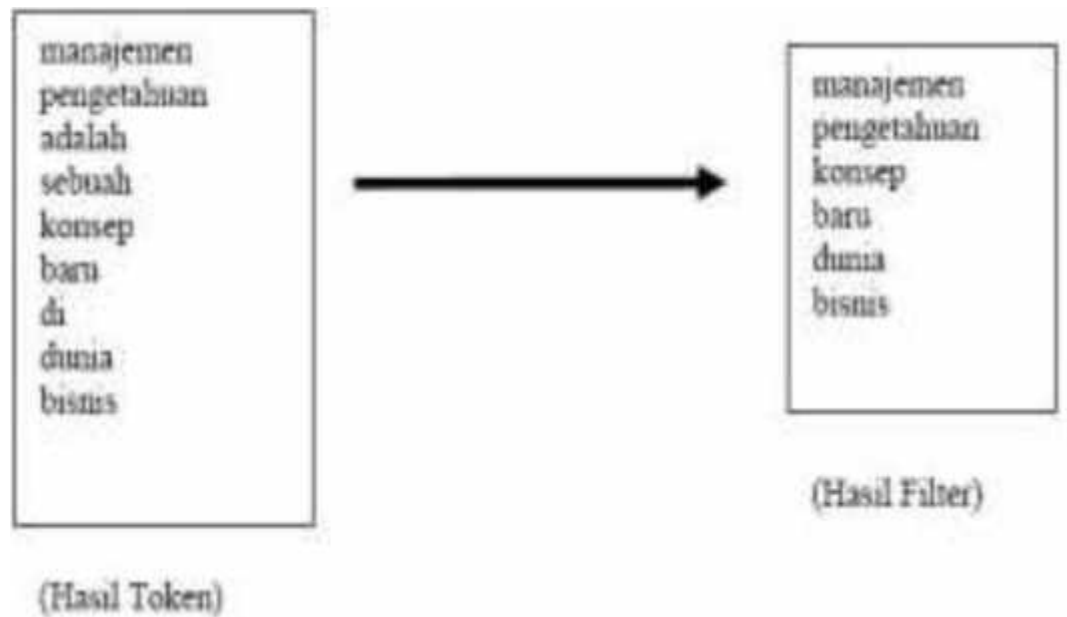 manajemen
pengetahuan
adalah
sebuah
konsep
baru
di
dunia
bisnis
(Hasil Token)
manajemen
pengetahuan
konsep
baru
dunia
bisnis
(Hasil Filter)